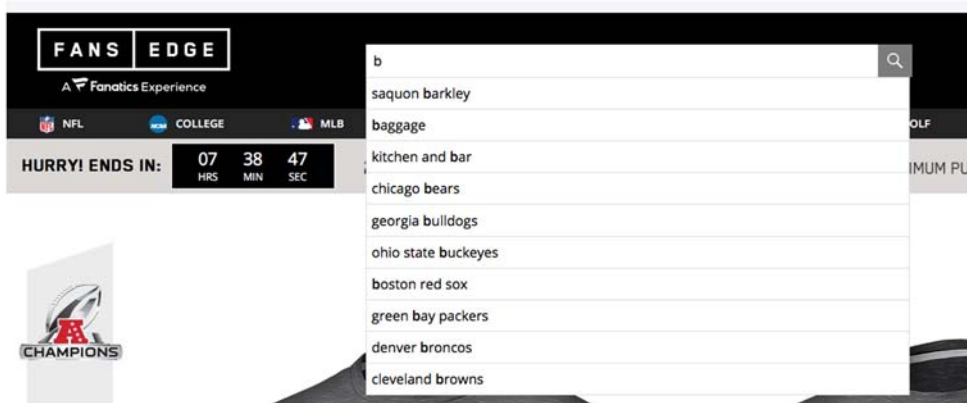 FANS EDGE
A Fanatics Experience
b
saquon barkley
baggage
kitchen and bar
chicago bears
georgia bulldogs
ohio state buckeyes
boston red sox
green bay packers
denver broncos
cleveland browns
NFL COLLEGE MLB OLF
HURRY! ENDS IN: 07 38 47 IMUM PU
HRS MIN SEC
A
CHAMPIONS